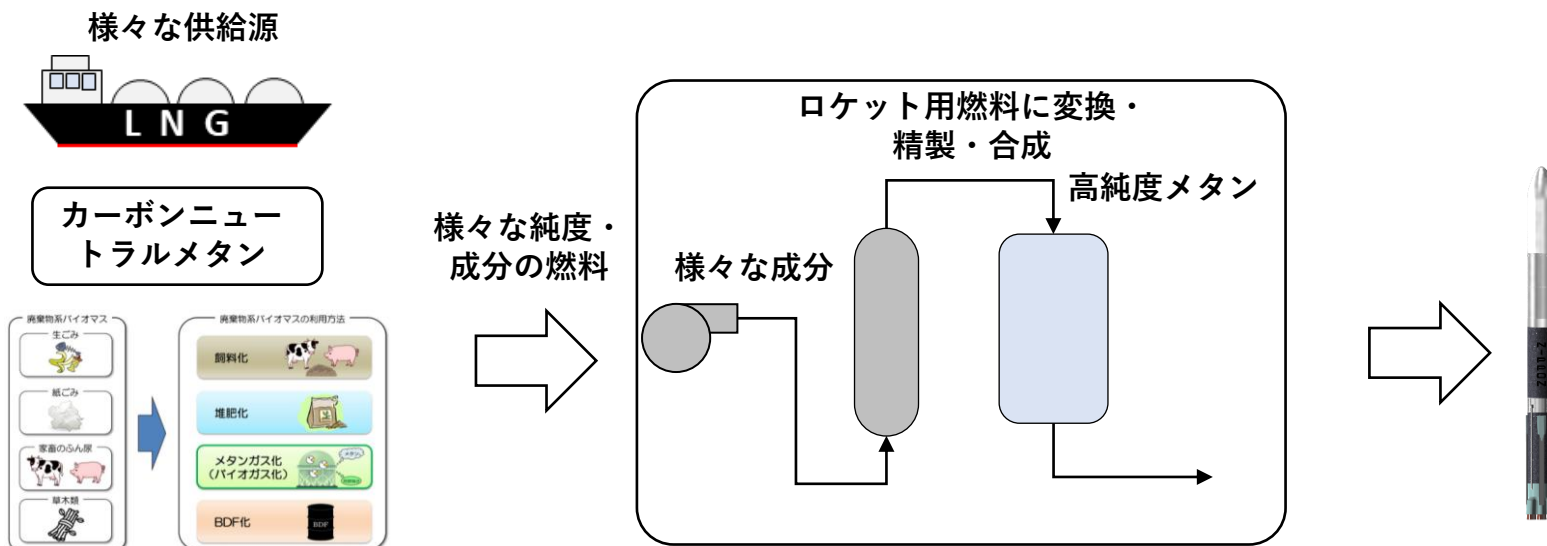 様々な供給源
LNG
カーボンニュー
トラルメタン
廃棄物系バイオマス
生ごみ
紙ごみ
家畜のふん尿
草木類
廃棄物系バイオマスの利用方法
飼料化
堆肥化
メタンガス化
(バイオガス化)
BDF化
BDF
様々な純度・
成分の燃料
ロケット用燃料に変換・
精製・合成
様々な成分
高純度メタン